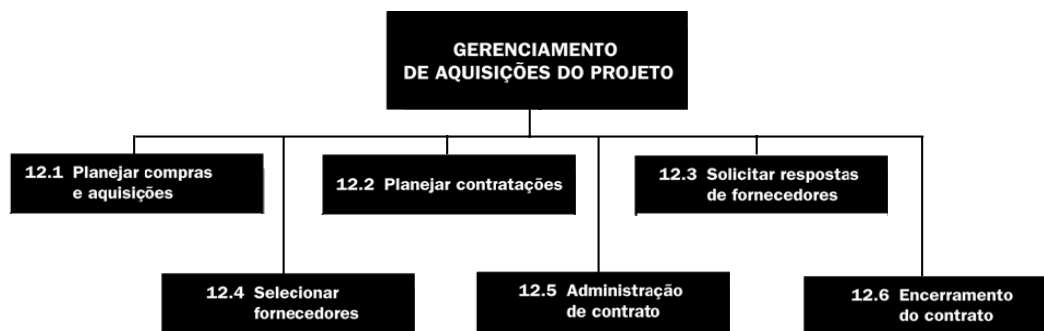 GERENCIAMENTO
DE AQUISIÇÕES DO PROJETO
12.1 Planejar compras
e aquisições
12.2 Planejar contratações
12.3 Solicitar respostas
de fornecedores
12.4 Selecionar
fornecedores
12.5 Administração
de contrato
12.6 Encerramento
do contrato